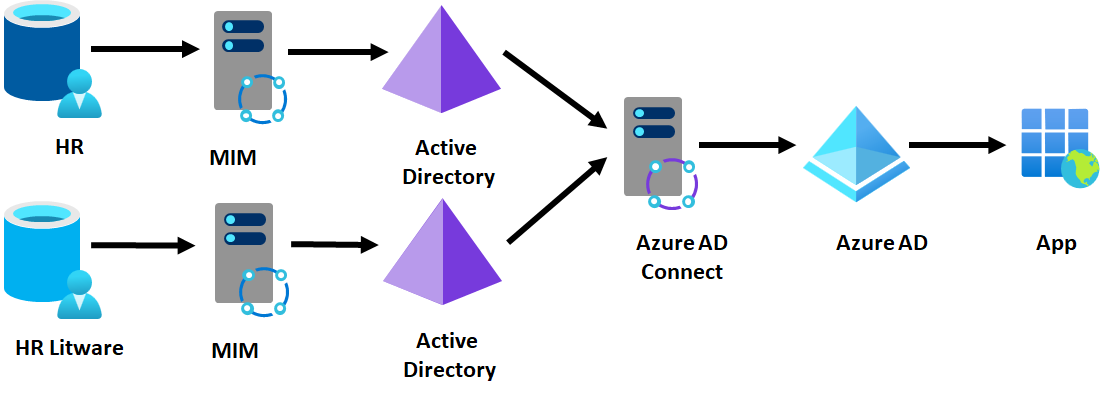 HR
MIM
Active
Directory
Azure AD
Connect
Azure AD
App
HR Litware
MIM
Active
Directory